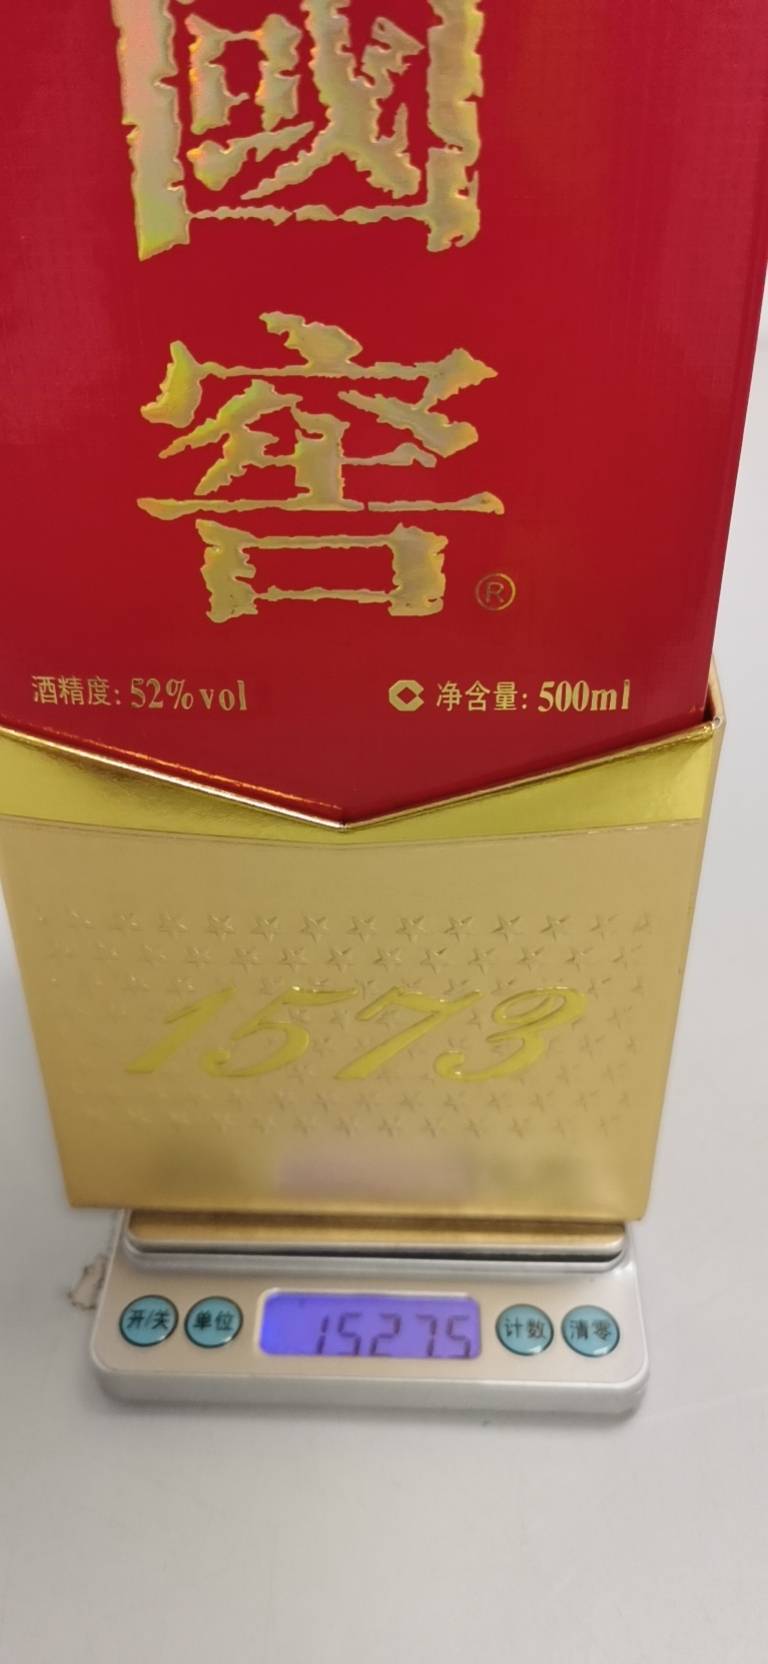 國
窖
®
酒精度: 52%vol
净含量: 500ml
1573
开/关 单位 15275 计数 清零